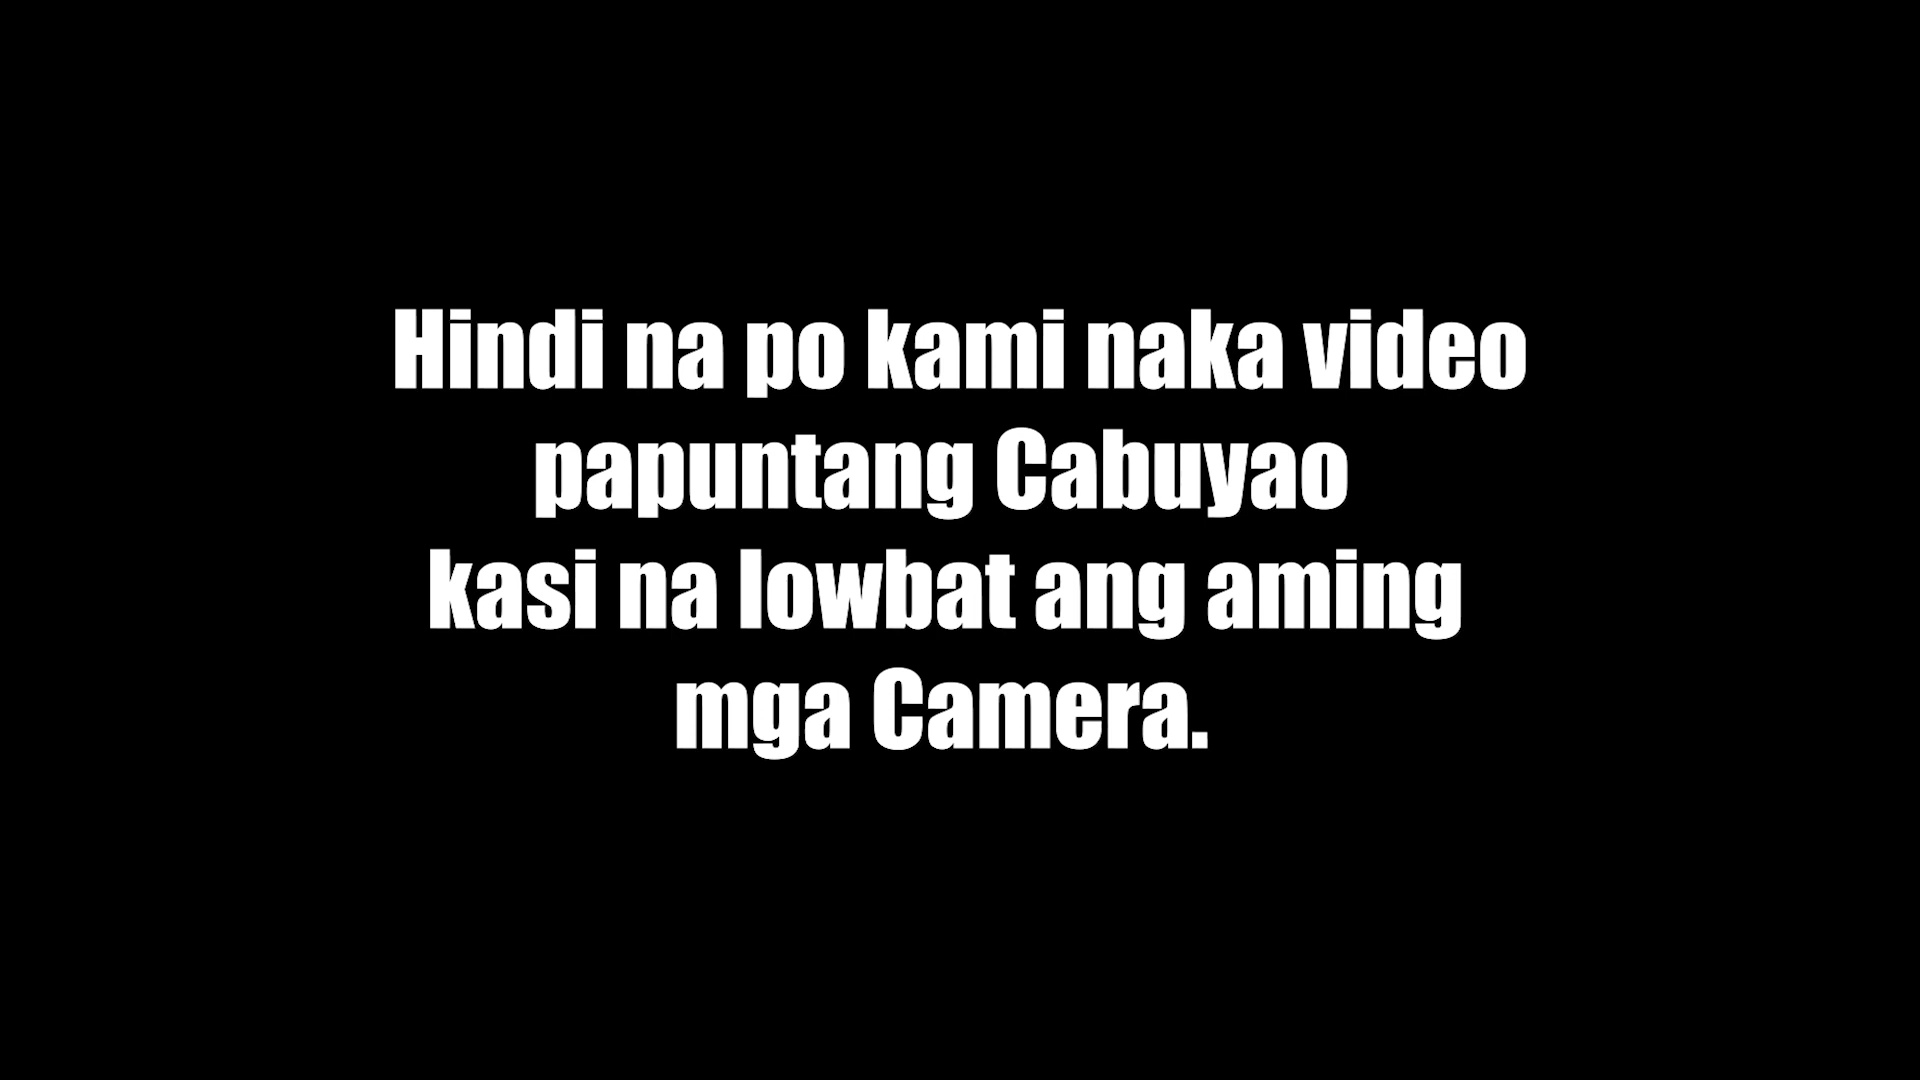 Hindi na po kami naka video
papuntang Cabuyao
kasi na lowbat ang aming
mga Camera.